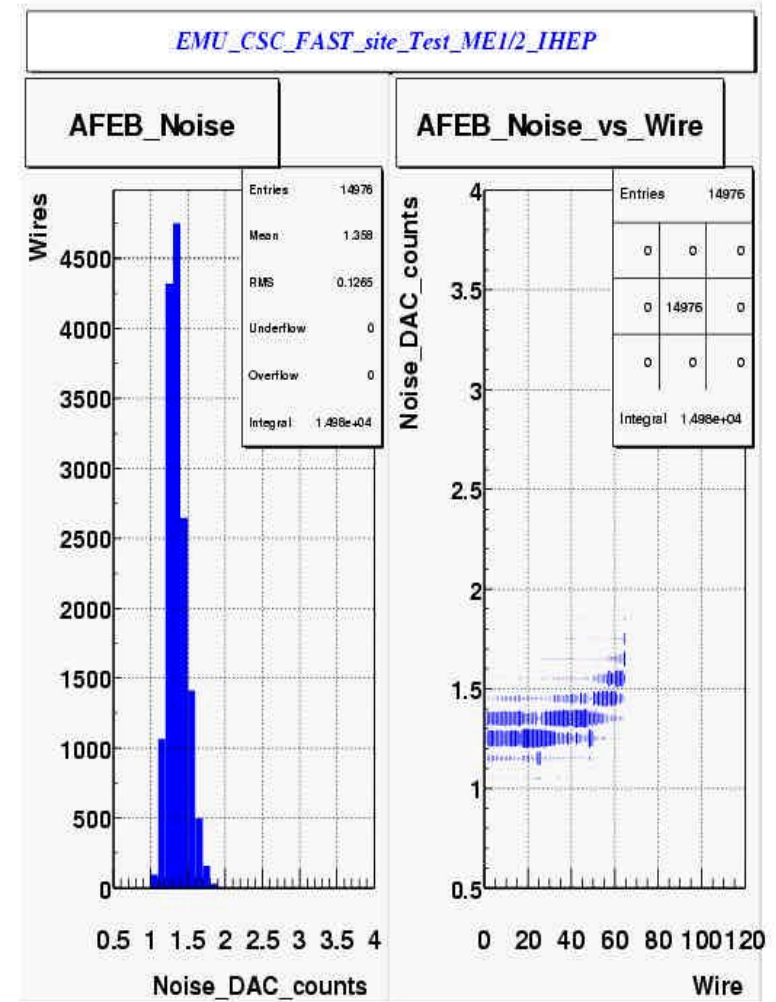 EMU_CSC_FAST_site_Test_ME1/2_IHEP
AFEB_Noise
Entries 14976
Mean 1.358
RMS 0.1265
Underflow 0
Overflow 0
Integral 1.498e+04
Wires
4500
4000
3500
3000
2500
2000
1500
1000
500
0
0.5 1 1.5 2 2.5 3 3.5 4
Noise_DAC_counts
AFEB_Noise_vs_Wire
Entries 14976
0 0 0
0 14976 0
0 0 0
Integral 1.498e+04
Noise_DAC_counts
4
3.5
3
2.5
2
1.5
1
0.5
0 20 40 60 80 100 120
Wire